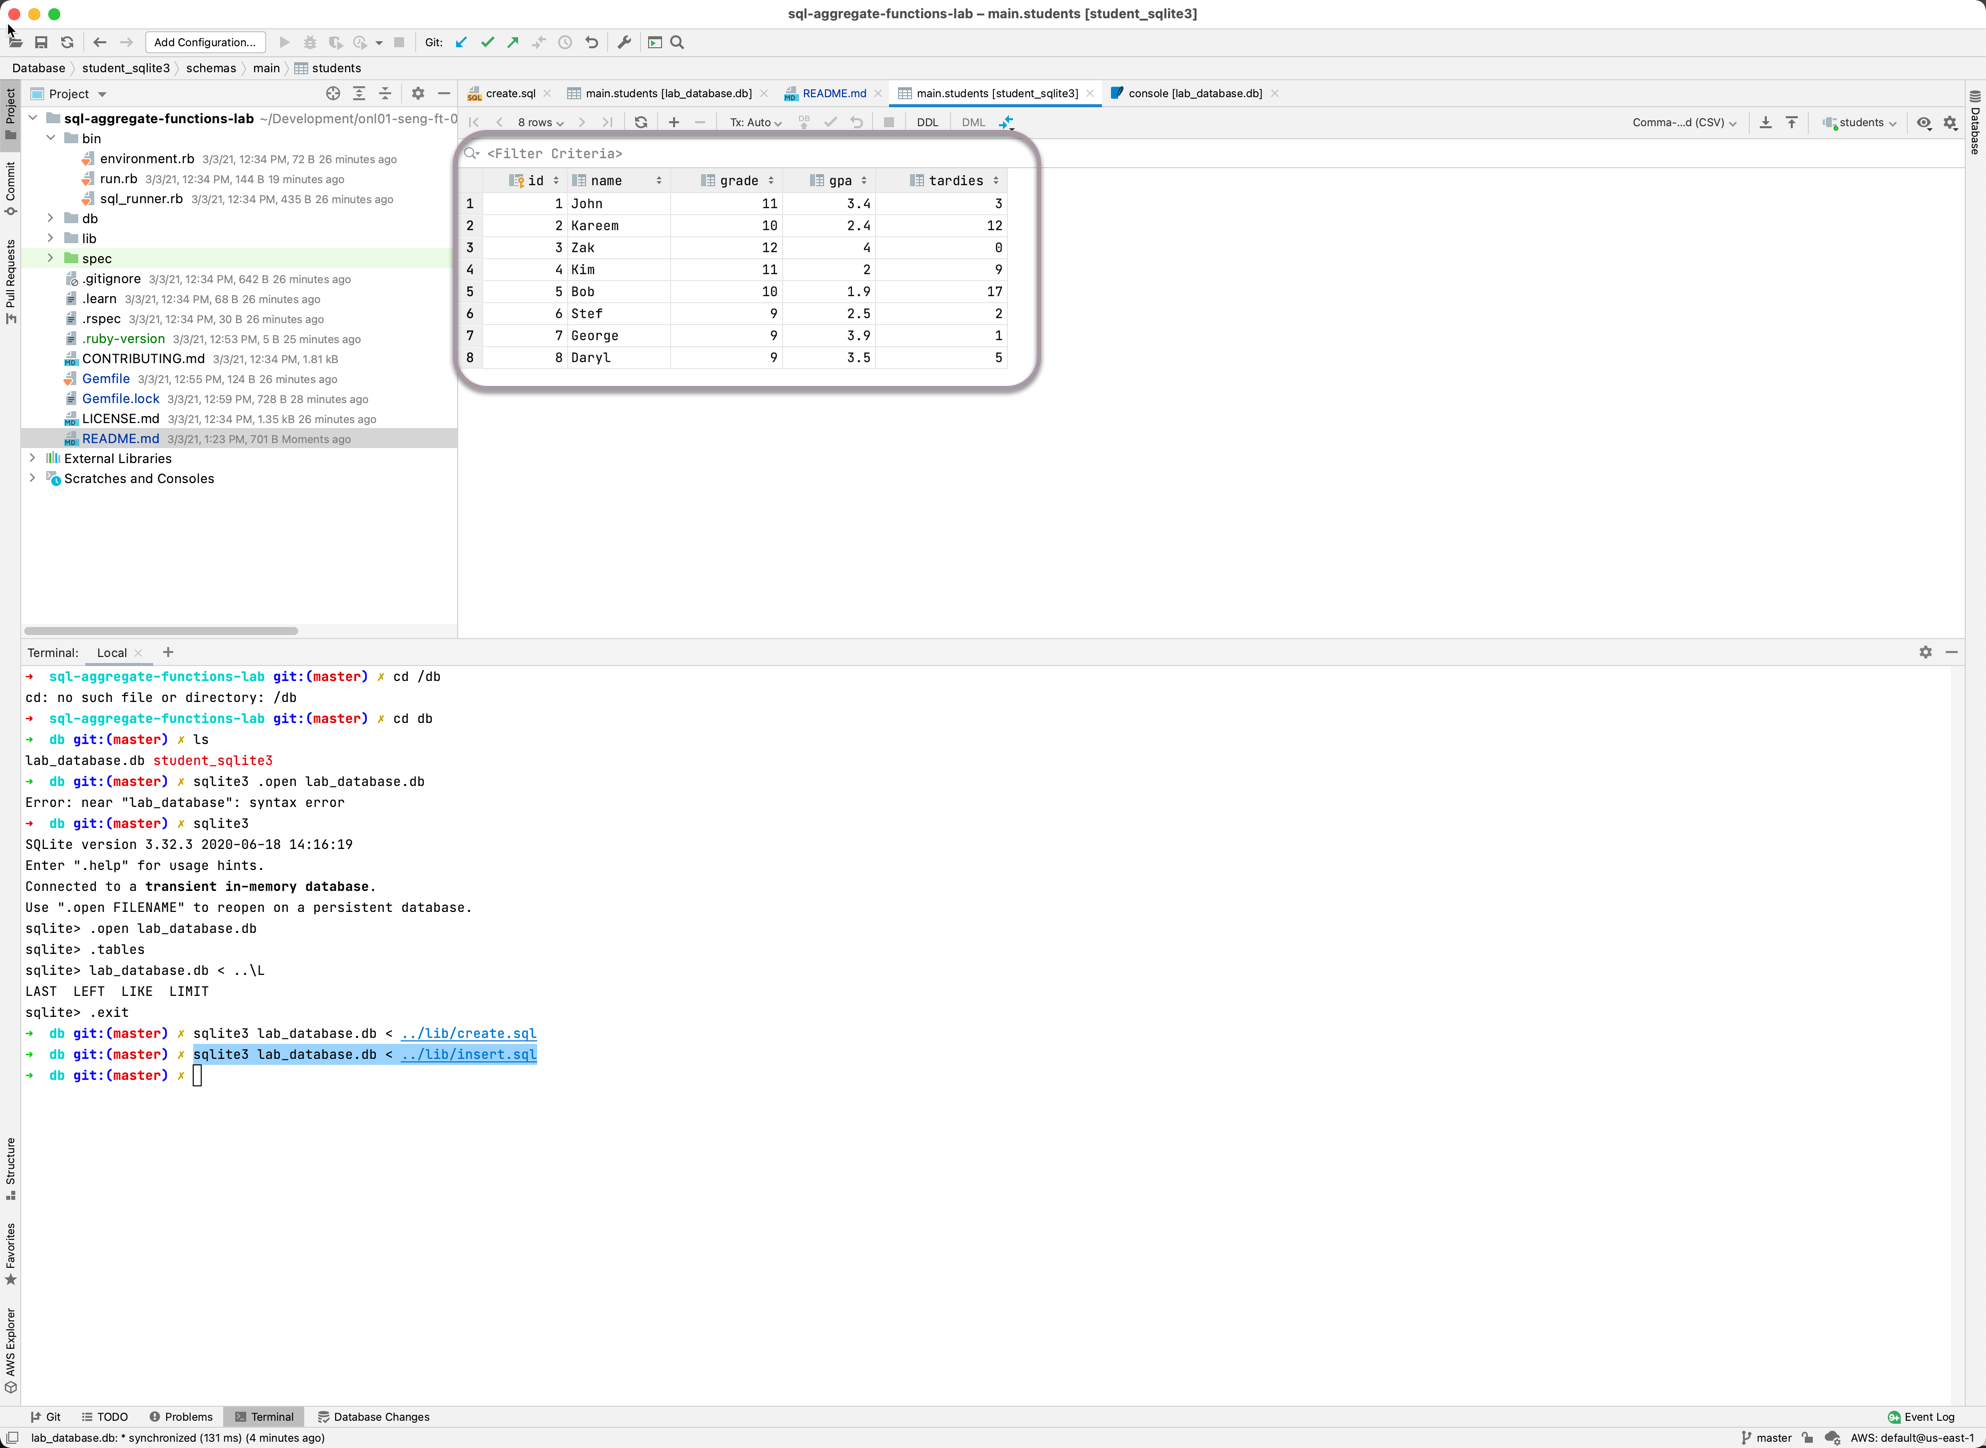 sql-aggregate-functions-lab – main.students [student_sqlite3]
Add Configuration... Git:
Database student_sqlite3 schemas main students
Project
create.sql main.students [lab_database.db] README.md main.students [student_sqlite3] console [lab_database.db]
8 rows Tx: Auto DB DDL DML Comma-...d (CSV) students
<Filter Criteria>
id name grade gpa tardies
1 1 John 11 3.4 3
2 2 Kareem 10 2.4 12
3 3 Zak 12 4 0
4 4 Kim 11 2 9
5 5 Bob 10 1.9 17
6 6 Stef 9 2.5 2
7 7 George 9 3.9 1
8 8 Daryl 9 3.5 5
sql-aggregate-functions-lab ~/Development/onl01-seng-ft-0
bin
environment.rb 3/3/21, 12:34 PM, 72 B 26 minutes ago
run.rb 3/3/21, 12:34 PM, 144 B 19 minutes ago
sql_runner.rb 3/3/21, 12:34 PM, 435 B 26 minutes ago
db
lib
spec
.gitignore 3/3/21, 12:34 PM, 642 B 26 minutes ago
.learn 3/3/21, 12:34 PM, 68 B 26 minutes ago
.rspec 3/3/21, 12:34 PM, 30 B 26 minutes ago
.ruby-version 3/3/21, 12:53 PM, 5 B 25 minutes ago
CONTRIBUTING.md 3/3/21, 12:34 PM, 1.81 kB
Gemfile 3/3/21, 12:55 PM, 124 B 26 minutes ago
Gemfile.lock 3/3/21, 12:59 PM, 728 B 28 minutes ago
LICENSE.md 3/3/21, 12:34 PM, 1.35 kB 26 minutes ago
README.md 3/3/21, 1:23 PM, 701 B Moments ago
External Libraries
Scratches and Consoles
Project
Commit
Pull Requests
Database
Terminal: Local
➜ sql-aggregate-functions-lab git:(master) ✗ cd /db
cd: no such file or directory: /db
➜ sql-aggregate-functions-lab git:(master) ✗ cd db
➜ db git:(master) ✗ ls
lab_database.db student_sqlite3
➜ db git:(master) ✗ sqlite3 .open lab_database.db
Error: near "lab_database": syntax error
➜ db git:(master) ✗ sqlite3
SQLite version 3.32.3 2020-06-18 14:16:19
Enter ".help" for usage hints.
Connected to a transient in-memory database.
Use ".open FILENAME" to reopen on a persistent database.
sqlite> .open lab_database.db
sqlite> .tables
sqlite> lab_database.db < ..\L
LAST LEFT LIKE LIMIT
sqlite> .exit
➜ db git:(master) ✗ sqlite3 lab_database.db < ../lib/create.sql
➜ db git:(master) ✗ sqlite3 lab_database.db < ../lib/insert.sql
➜ db git:(master) ✗
Structure
Favorites
AWS Explorer
Git TODO Problems Terminal Database Changes 9+ Event Log
lab_database.db: * synchronized (131 ms) (4 minutes ago) master AWS: default@us-east-1